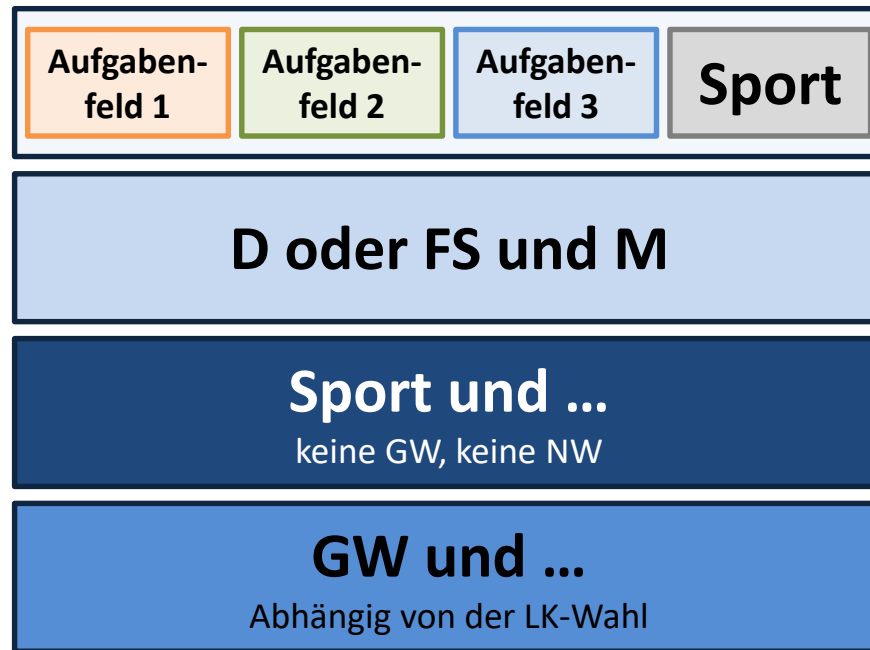 Aufgaben-
feld 1
Aufgaben-
feld 2
Aufgaben-
feld 3
Sport
D oder FS und M
Sport und ...
keine GW, keine NW
GW und ...
Abhängig von der LK-Wahl